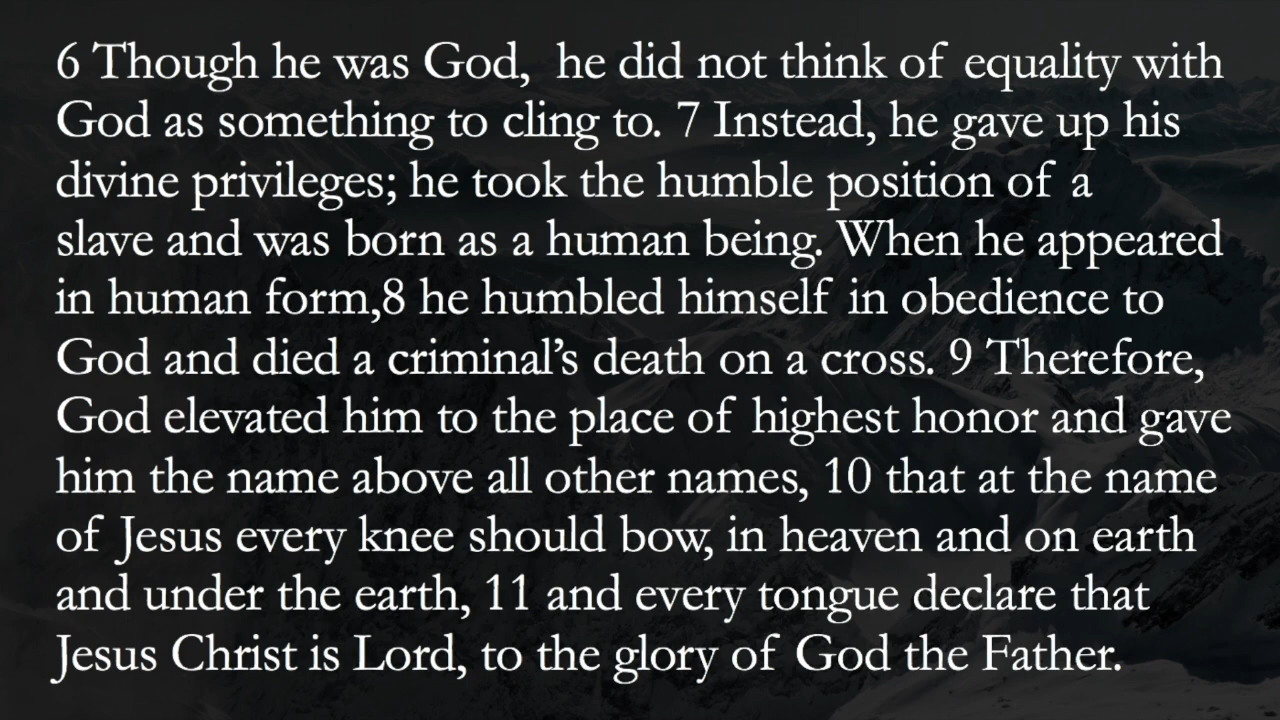 6 Though he was God, he did not think of equality with
God as something to cling to. 7 Instead, he gave up his
divine privileges; he took the humble position of a
slave and was born as a human being. When he appeared
in human form,8 he humbled himself in obedience to
God and died a criminal’s death on a cross. 9 Therefore,
God elevated him to the place of highest honor and gave
him the name above all other names, 10 that at the name
of Jesus every knee should bow, in heaven and on earth
and under the earth, 11 and every tongue declare that
Jesus Christ is Lord, to the glory of God the Father.